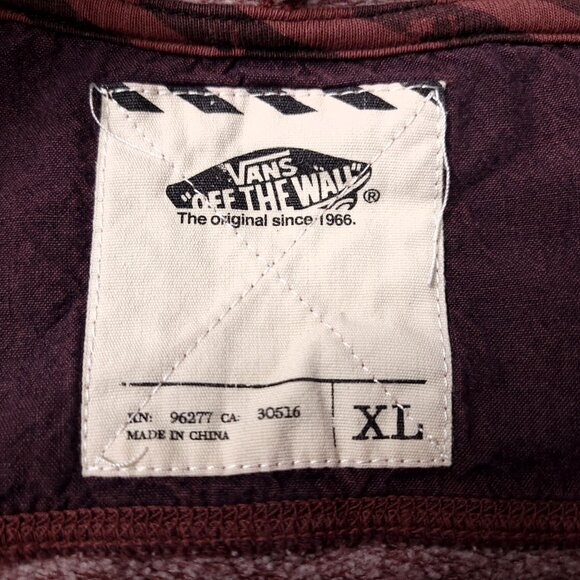 VANS
"OFF THE WALL"
®
The original since 1966.
RN: 96277 CA: 30516
MADE IN CHINA
XL